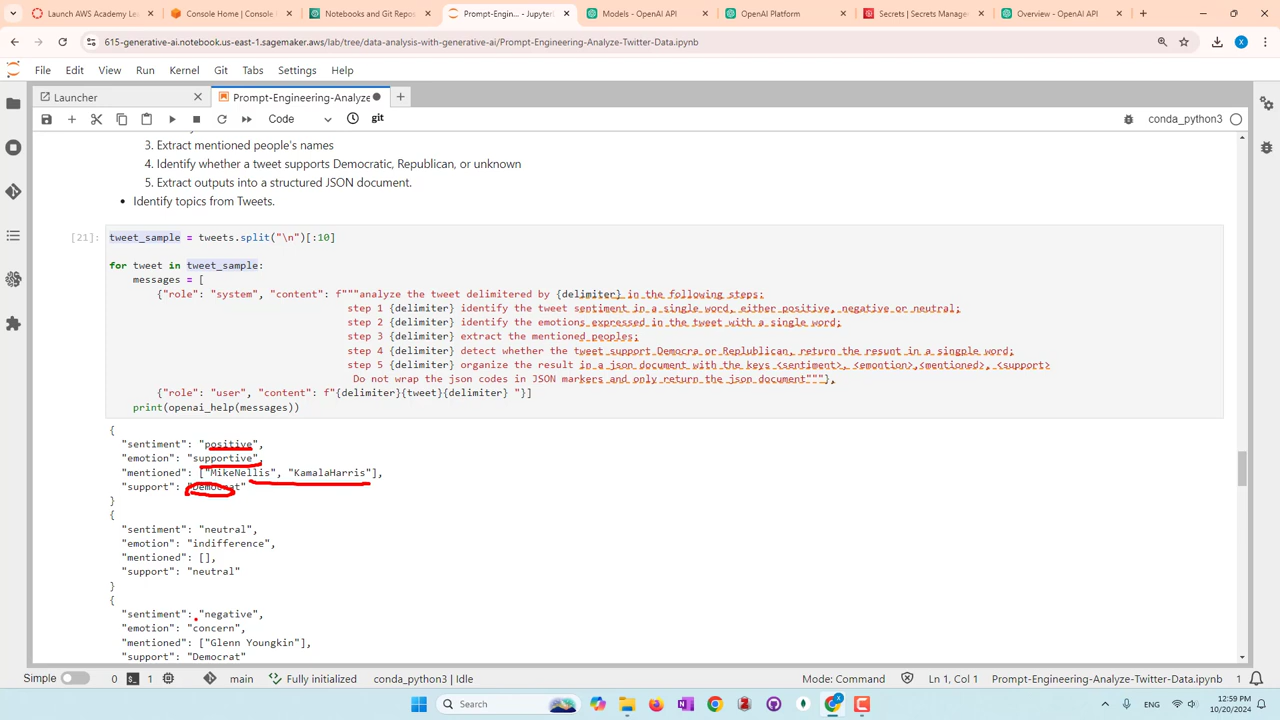 Launch AWS Academy Lea
Console Home | Console
Notebooks and Git Repos
Prompt-Engin... - JupyterL
Models - OpenAI API
OpenAI Platform
Secrets | Secrets Manage
Overview - OpenAI API
615-generative-ai.notebook.us-east-1.sagemaker.aws/lab/tree/data-analysis-with-generative-ai/Prompt-Engineering-Analyze-Twitter-Data.ipynb
File Edit View Run Kernel Git Tabs Settings Help
Launcher
Prompt-Engineering-Analyze
Code
git
conda_python3
3. Extract mentioned people's names
4. Identify whether a tweet supports Democratic, Republican, or unknown
5. Extract outputs into a structured JSON document.
• Identify topics from Tweets.
[21]:
tweet_sample = tweets.split("\n")[:10]
for tweet in tweet_sample:
messages = [
{"role": "system", "content": f"""analyze the tweet delimitered by {delimiter} in the following steps:
step 1 {delimiter} identify the tweet sentiment in a single word, either positive, negative or neutral;
step 2 {delimiter} identify the emotions expressed in the tweet with a single word;
step 3 {delimiter} extract the mentioned peoples;
step 4 {delimiter} detect whether the tweet support Democra or Replublican, return the resunt in a singple word;
step 5 {delimiter} organize the result in a json document with the keys <sentiment>, <emontion>,<mentioned>, <support>
Do not wrap the json codes in JSON markers and only return the json document"""},
{"role": "user", "content": f"{delimiter}{tweet}{delimiter} "}]
print(openai_help(messages))
{
"sentiment": "positive",
"emotion": "supportive",
"mentioned": ["MikeNellis", "KamalaHarris"],
"support": "Democrat"
}
{
"sentiment": "neutral",
"emotion": "indifference",
"mentioned": [],
"support": "neutral"
}
{
"sentiment": "negative",
"emotion": "concern",
"mentioned": ["Glenn Youngkin"],
"support": "Democrat"
Simple
0
1
main
Fully initialized
conda_python3 | Idle
Mode: Command
Ln 1, Col 1
Prompt-Engineering-Analyze-Twitter-Data.ipynb
1
Search
ENG
12:59 PM
10/20/2024